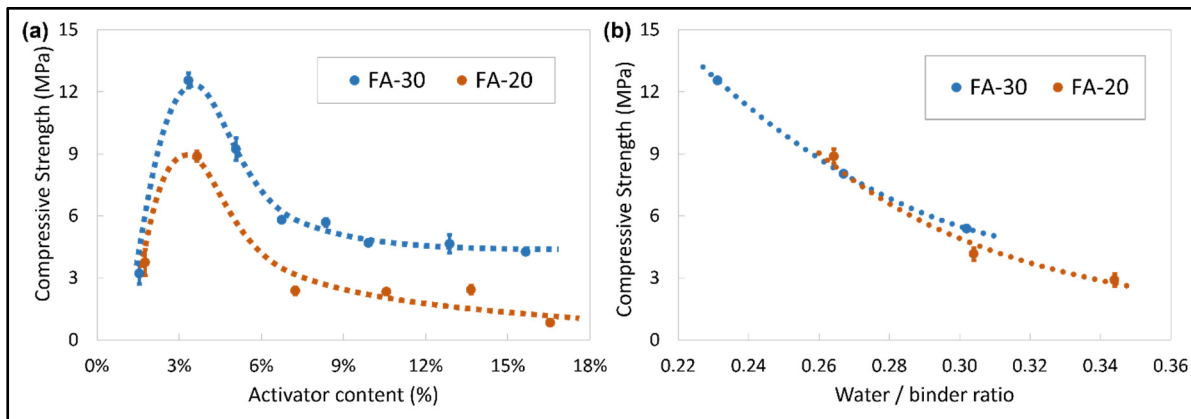 (a)
15
12
9
6
3
0
Compressive Strength (MPa)
FA-30 FA-20
0% 3% 6% 9% 12% 15% 18%
Activator content (%)
(b)
15
12
9
6
3
0
Compressive Strength (MPa)
FA-30 FA-20
0.22 0.24 0.26 0.28 0.30 0.32 0.34 0.36
Water / binder ratio